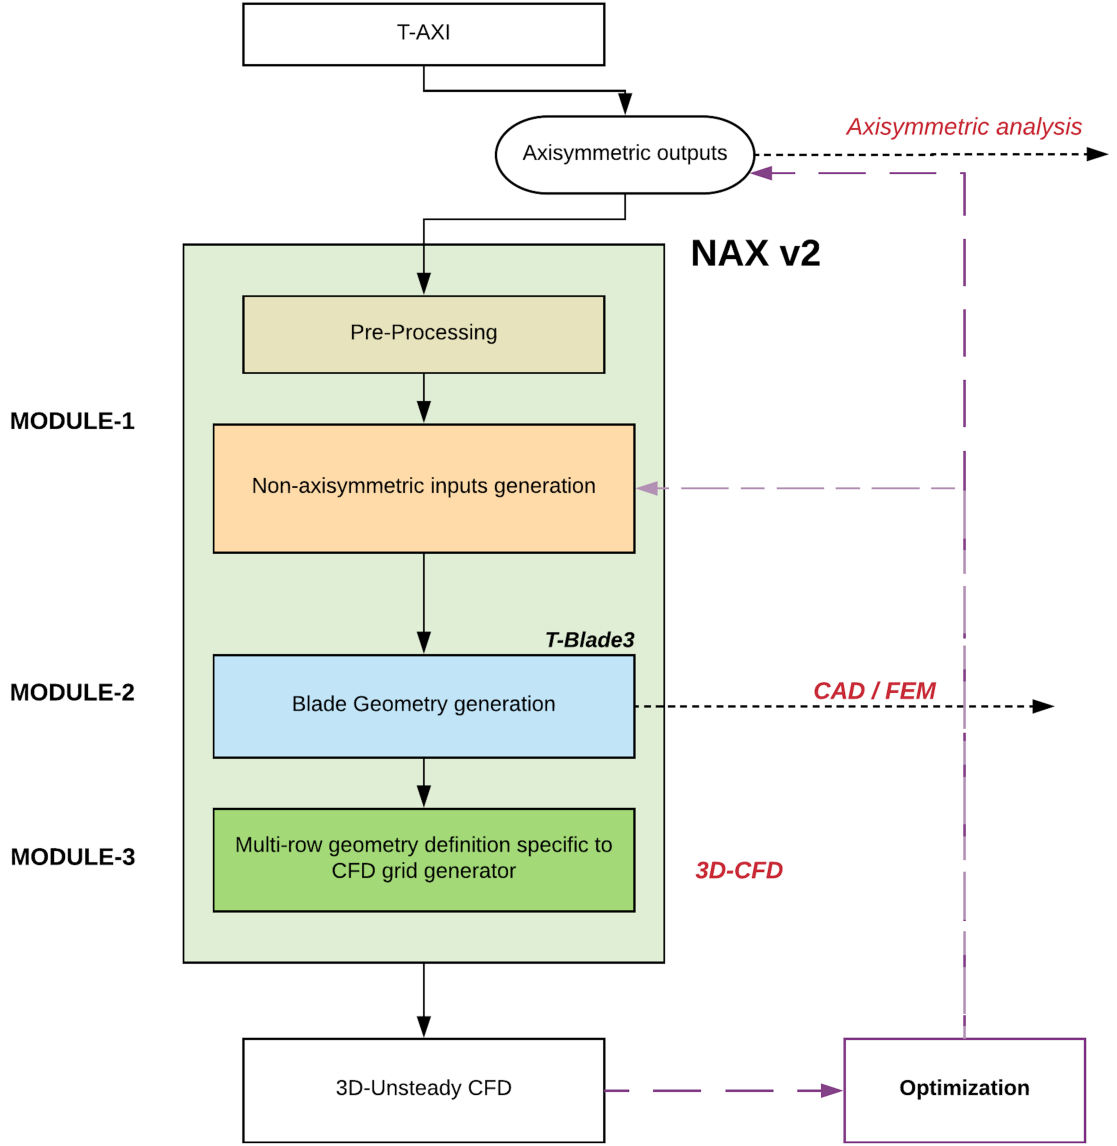 T-AXI
Axisymmetric analysis
Axisymmetric outputs
NAX v2
Pre-Processing
MODULE-1
Non-axisymmetric inputs generation
T-Blade3
MODULE-2
Blade Geometry generation
CAD / FEM
MODULE-3
Multi-row geometry definition specific to
CFD grid generator
3D-CFD
3D-Unsteady CFD
Optimization